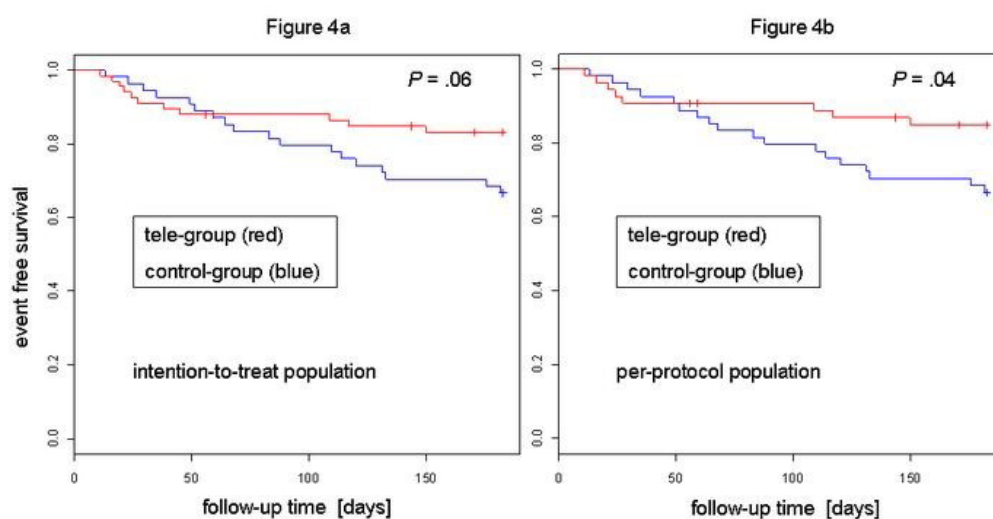 Figure 4a
P = .06
event free survival
1.0
0.8
0.6
0.4
0.2
0.0
tele-group (red)
control-group (blue)
intention-to-treat population
0
50
100
150
follow-up time [days]
Figure 4b
P = .04
1.0
0.8
0.6
0.4
0.2
0.0
tele-group (red)
control-group (blue)
per-protocol population
0
50
100
150
follow-up time [days]